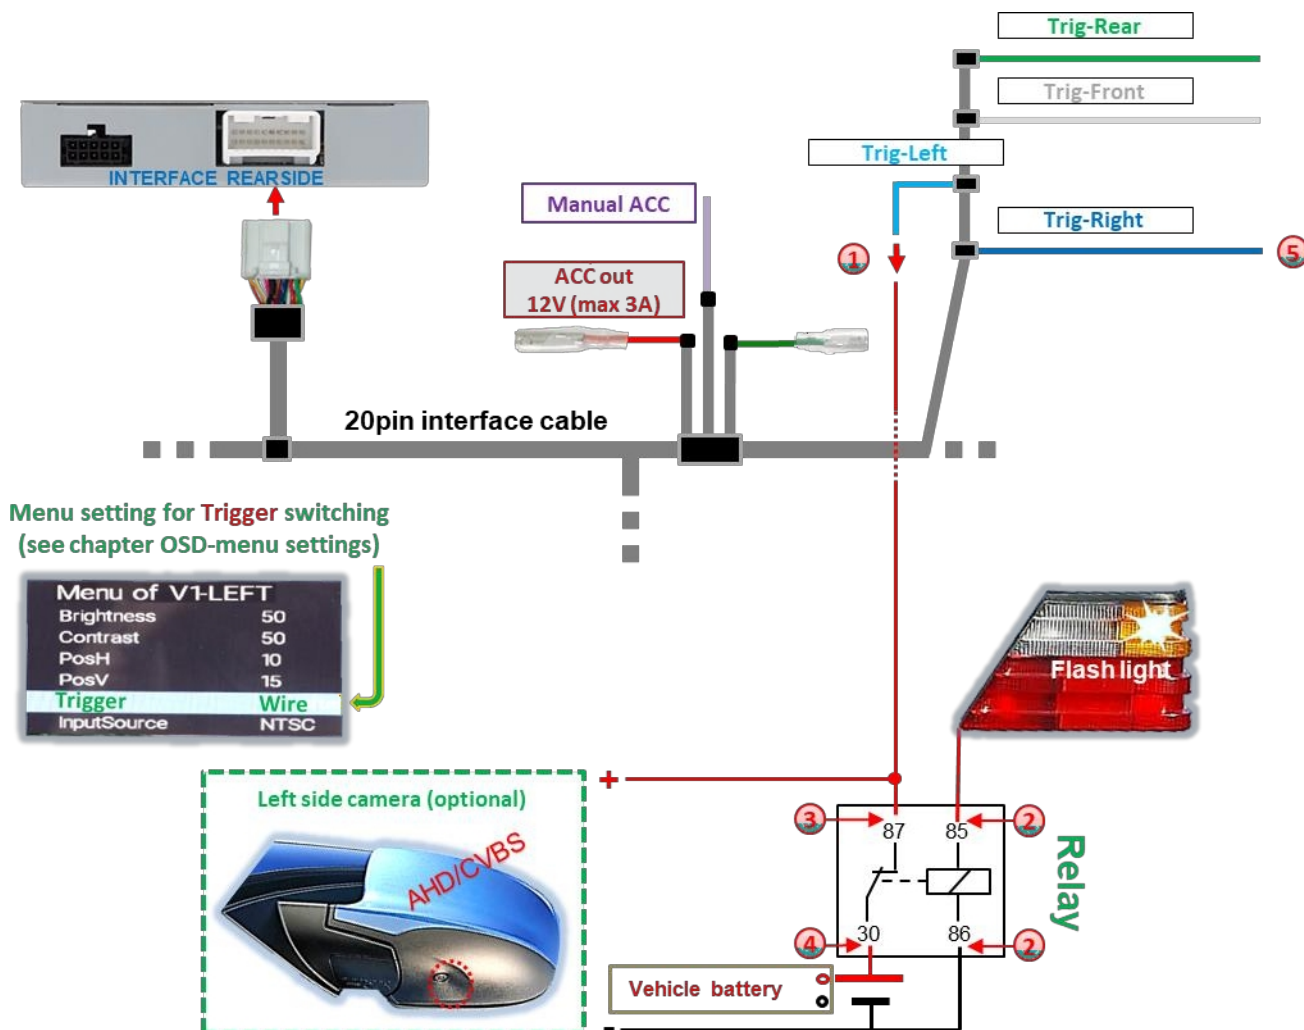 Trig-Rear
Trig-Front
Trig-Left
Trig-Right
INTERFACE REARSIDE
Manual ACC
ACC out
12V (max 3A)
1
5
20pin interface cable
Menu setting for Trigger switching
(see chapter OSD-menu settings)
Menu of V1-LEFT
Brightness 50
Contrast 50
PosH 10
PosV 15
Trigger Wire
InputSource NTSC
Flash light
+
Left side camera (optional)
AHD/CVBS
3
87
85
2
Relay
4
30
86
2
Vehicle battery
-